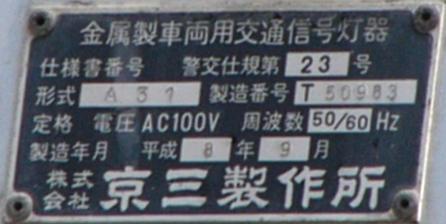 金属製車両用交通信号灯器
仕様書番号 警交仕規第 23 号
形式 A31 製造番号 T50983
定格 電圧 AC100V 周波数 50/60 Hz
製造年月 平成 8 年 9 月
株式会社 京三製作所